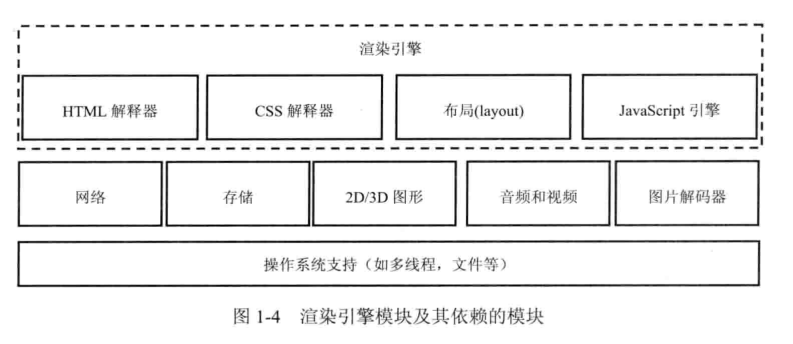 渲染引擎
HTML 解释器 CSS 解释器 布局(layout) JavaScript 引擎
网络 存储 2D/3D 图形 音频和视频 图片解码器
操作系统支持（如多线程，文件等）
图 1-4 渲染引擎模块及其依赖的模块